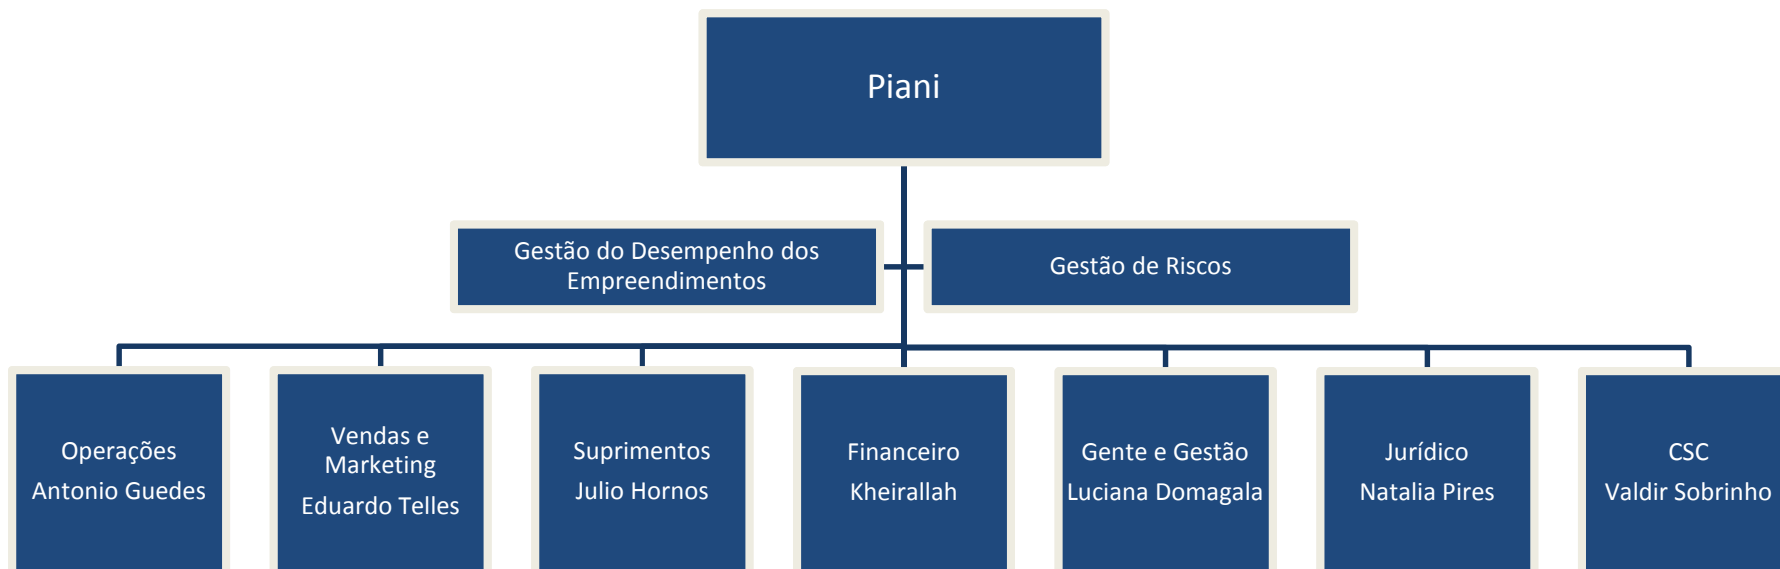 Piani
Gestão do Desempenho dos
Empreendimentos
Gestão de Riscos
Operações
Antonio Guedes
Vendas e
Marketing
Eduardo Telles
Suprimentos
Julio Hornos
Financeiro
Kheirallah
Gente e Gestão
Luciana Domagala
Jurídico
Natalia Pires
CSC
Valdir Sobrinho